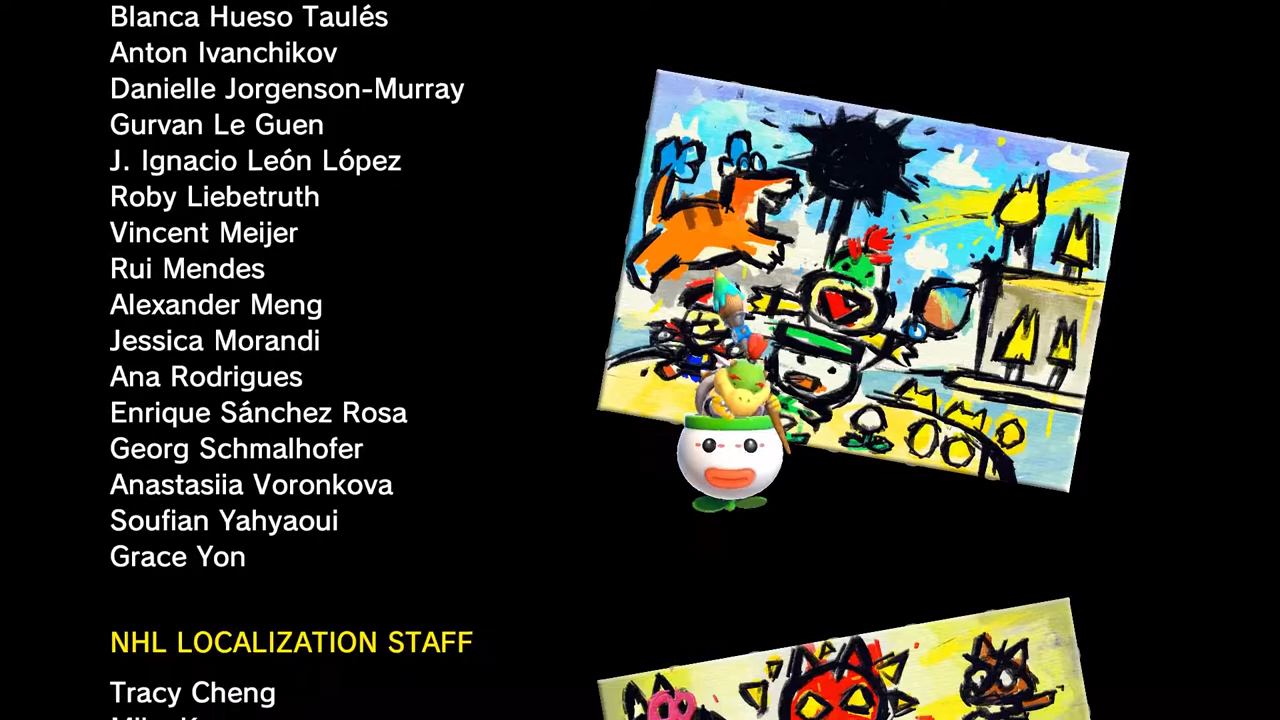 Blanca Hueso Taulés
Anton Ivanchikov
Danielle Jorgenson-Murray
Gurvan Le Guen
J. Ignacio León López
Roby Liebetruth
Vincent Meijer
Rui Mendes
Alexander Meng
Jessica Morandi
Ana Rodrigues
Enrique Sánchez Rosa
Georg Schmalhofer
Anastasiia Voronkova
Soufian Yahyaoui
Grace Yon
NHL LOCALIZATION STAFF
Tracy Cheng